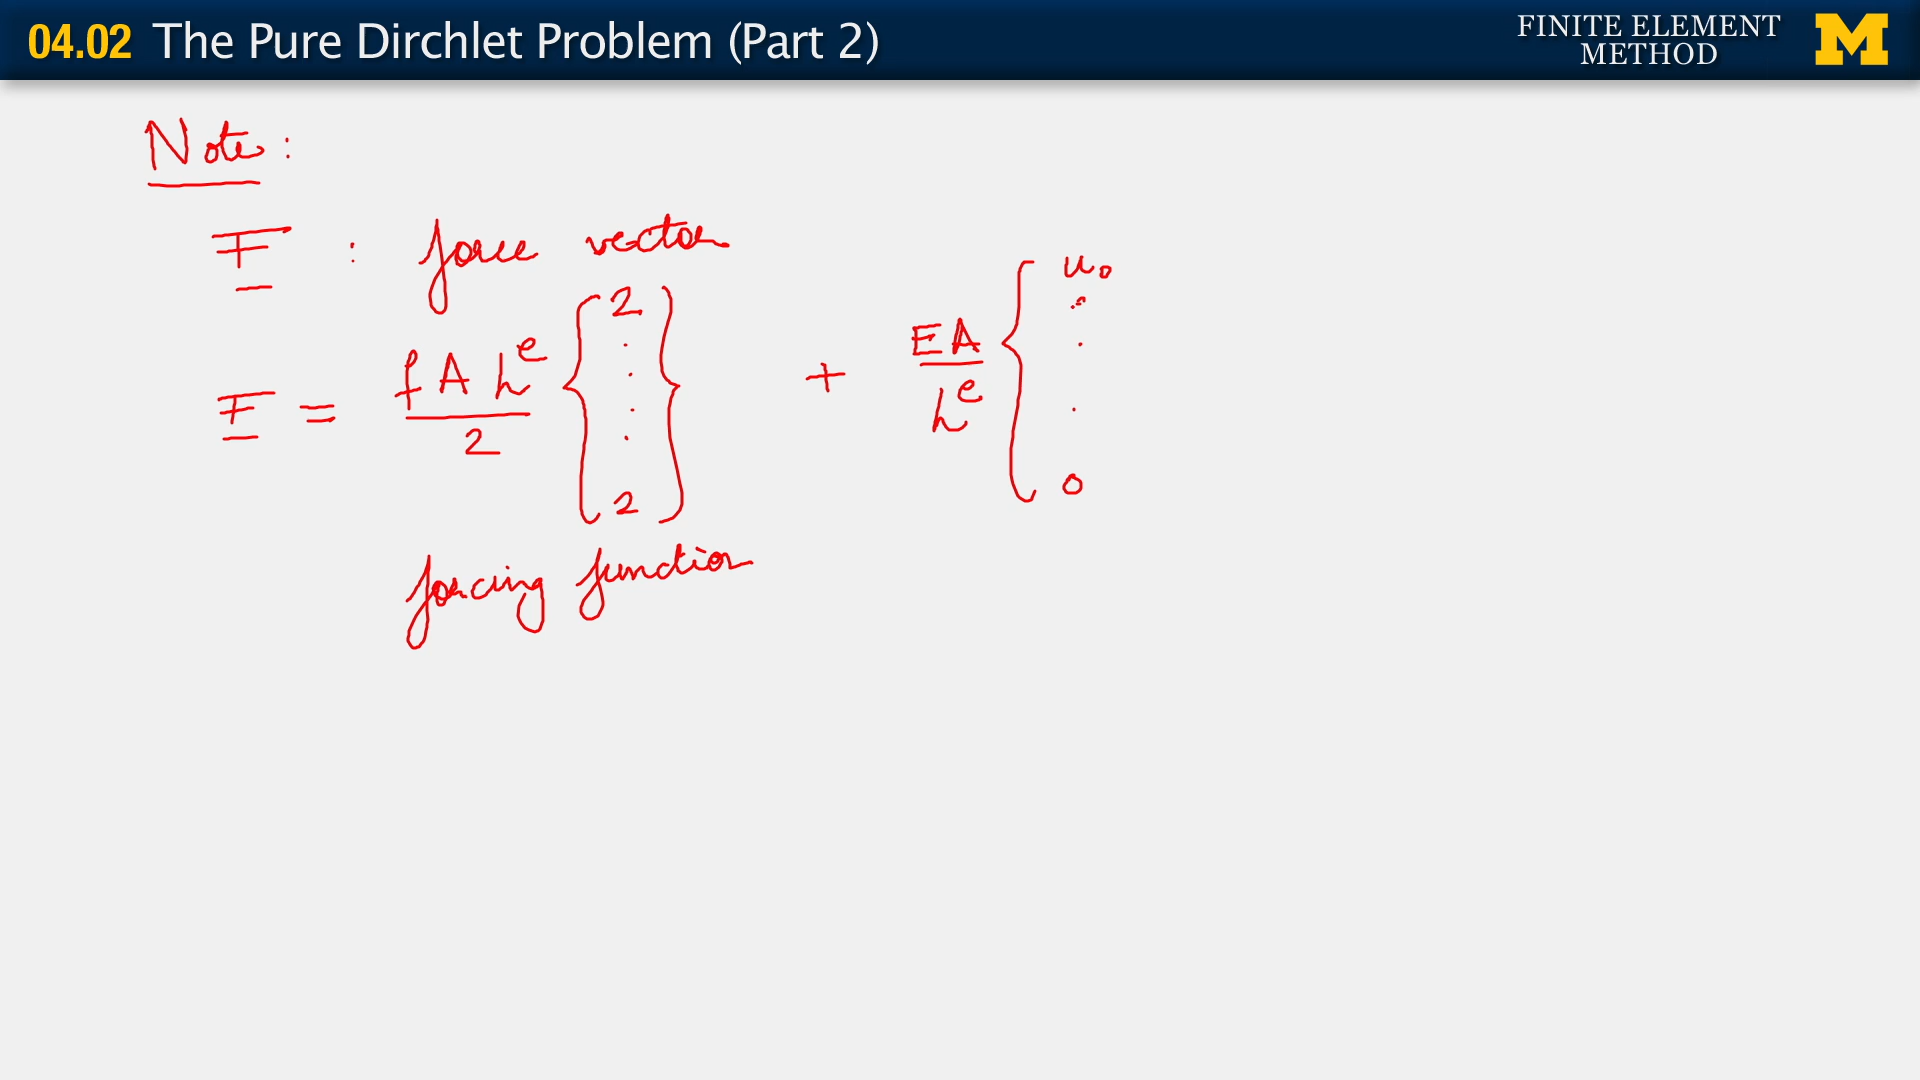 04.02 The Pure Dirchlet Problem (Part 2)
FINITE ELEMENT
METHOD
M
Note:
F : force vector
F = f A h^e / 2 { 2 . . . . 2 } + EA / h^e { u₀ . . . 0
forcing function